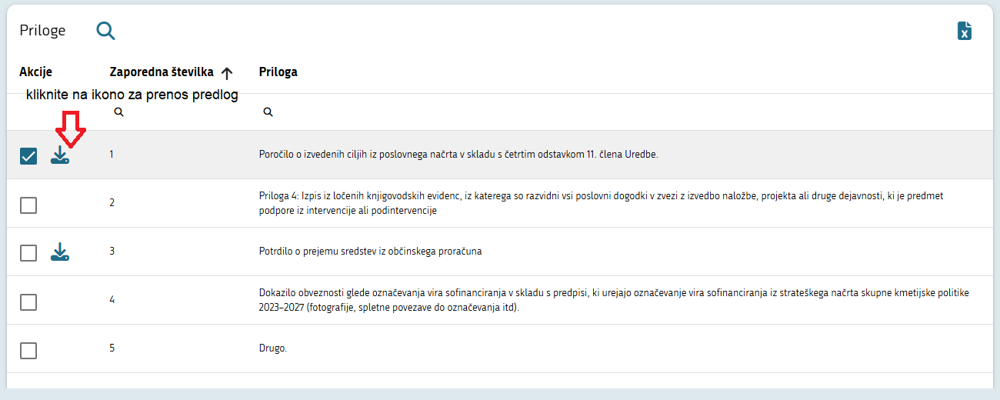 Priloge
Akcije Zaporedna številka Priloga
kliknite na ikono za prenos predlog
1 Poročilo o izvedenih ciljih iz poslovnega načrta v skladu s četrtim odstavkom 11. člena Uredbe.
2 Priloga 4: Izpis iz ločenih knjigovodskih evidenc, iz katerega so razvidni vsi poslovni dogodki v zvezi z izvedbo naložbe, projekta ali druge dejavnosti, ki je predmet
podpore iz intervencije ali podintervencije
3 Potrdilo o prejemu sredstev iz občinskega proračuna
4 Dokazilo obveznosti glede označevanja vira sofinanciranja v skladu s predpisi, ki urejajo označevanje vira sofinanciranja iz strateškega načrta skupne kmetijske politike
2023–2027 (fotografije, spletne povezave do označevanja itd).
5 Drugo.